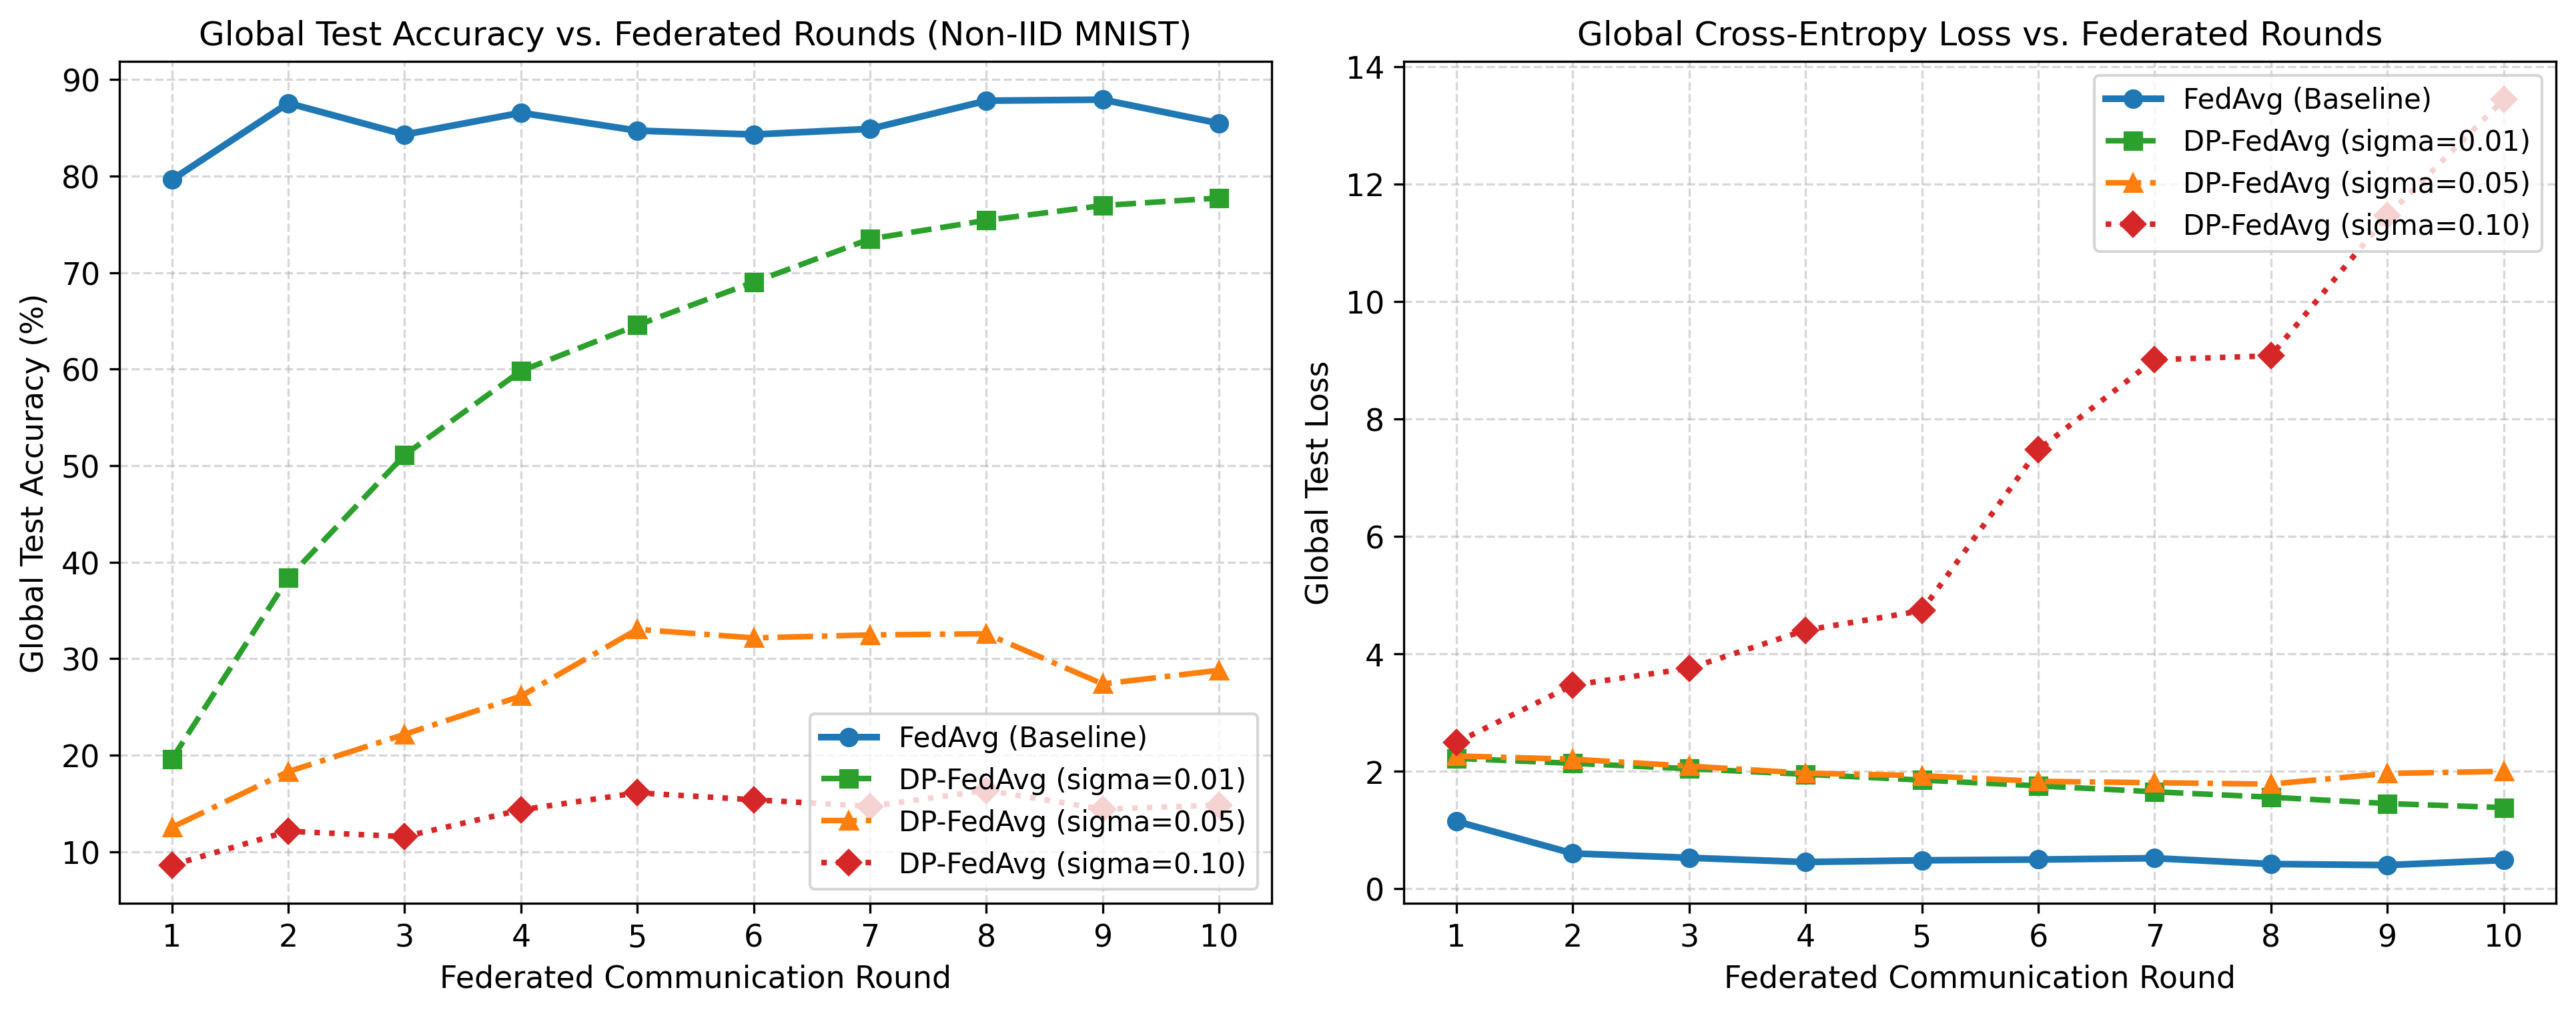 Global Test Accuracy vs. Federated Rounds (Non-IID MNIST)
Global Test Accuracy (%)
90
80
70
60
50
40
30
20
10
FedAvg (Baseline)
DP-FedAvg (sigma=0.01)
DP-FedAvg (sigma=0.05)
DP-FedAvg (sigma=0.10)
1 2 3 4 5 6 7 8 9 10
Federated Communication Round
Global Cross-Entropy Loss vs. Federated Rounds
Global Test Loss
14
12
10
8
6
4
2
0
FedAvg (Baseline)
DP-FedAvg (sigma=0.01)
DP-FedAvg (sigma=0.05)
DP-FedAvg (sigma=0.10)
1 2 3 4 5 6 7 8 9 10
Federated Communication Round